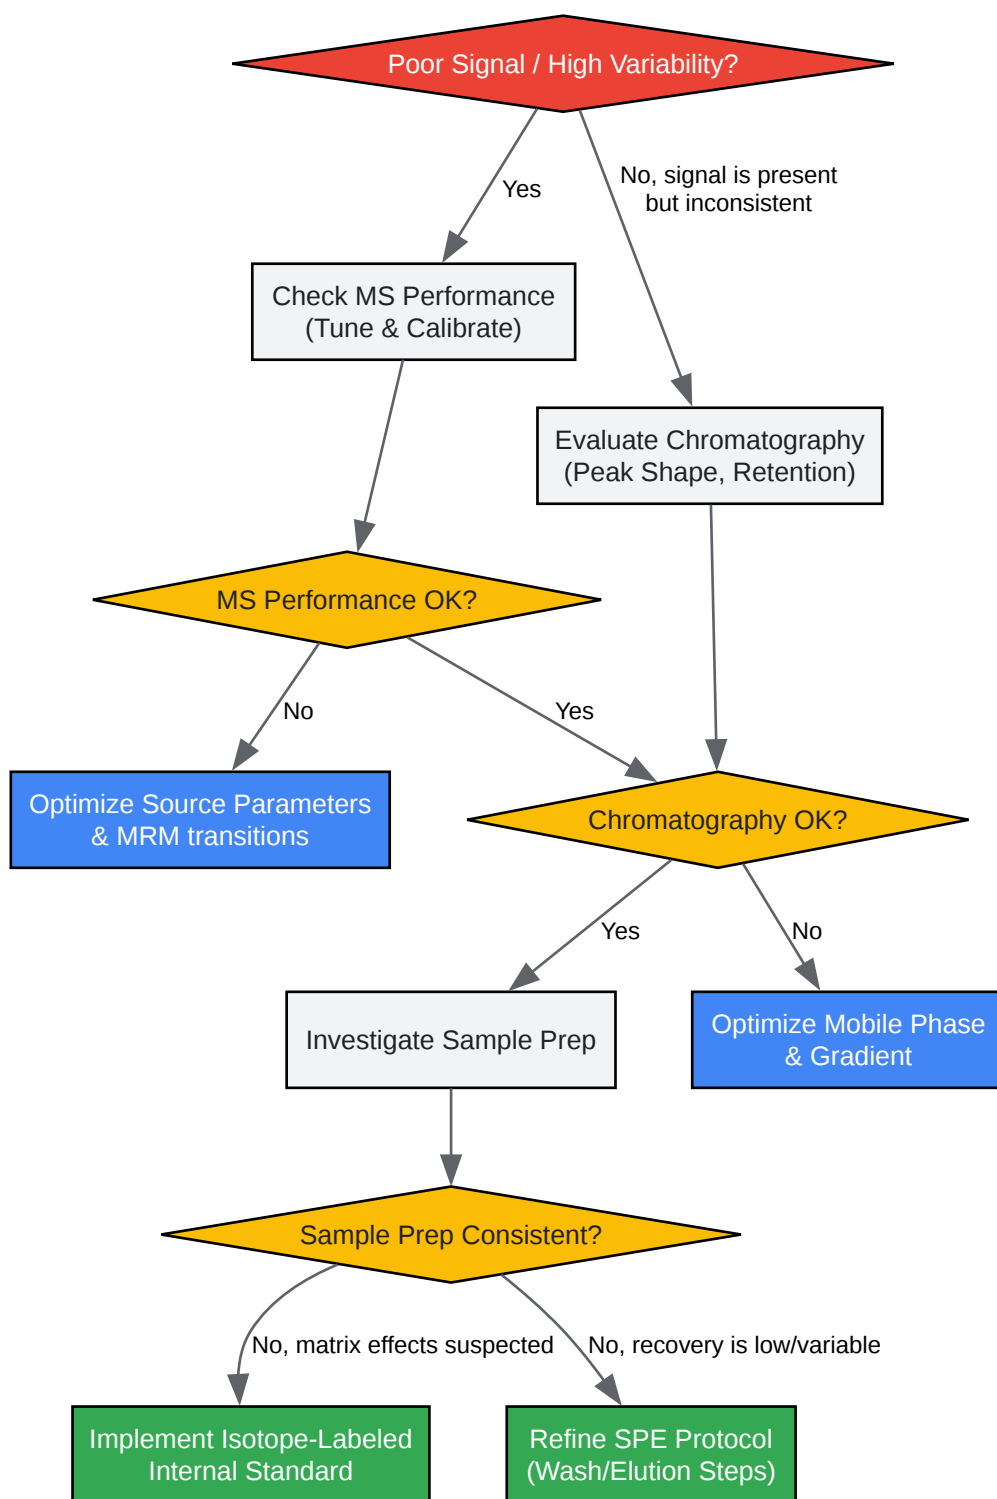 Poor Signal / High Variability?
Yes
No, signal is present
but inconsistent
Check MS Performance
(Tune & Calibrate)
Evaluate Chromatography
(Peak Shape, Retention)
MS Performance OK?
No
Yes
Optimize Source Parameters
& MRM transitions
Chromatography OK?
Yes
No
Investigate Sample Prep
Optimize Mobile Phase
& Gradient
Sample Prep Consistent?
No, matrix effects suspected
No, recovery is low/variable
Implement Isotope-Labeled
Internal Standard
Refine SPE Protocol
(Wash/Elution Steps)